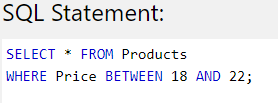 SQL Statement:
SELECT * FROM Products
WHERE Price BETWEEN 18 AND 22;